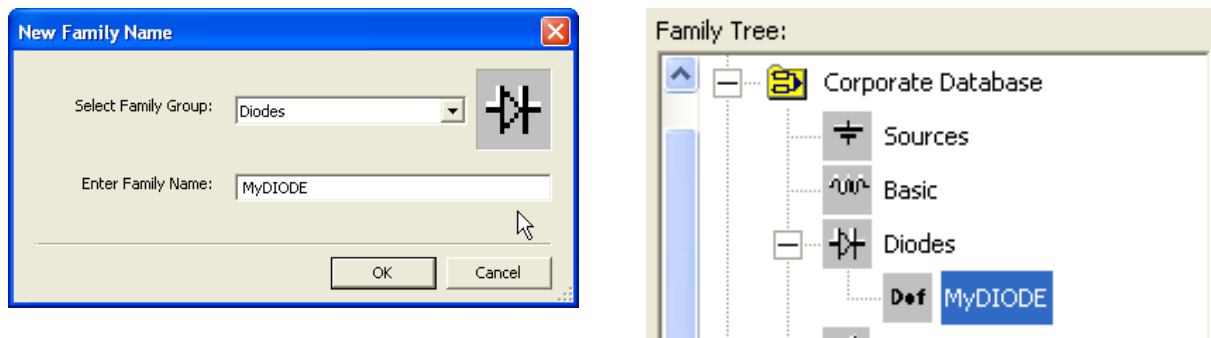 New Family Name
Select Family Group: Diodes
Enter Family Name: MyDIODE
OK Cancel
Family Tree:
Corporate Database
Sources
Basic
Diodes
Def MyDIODE